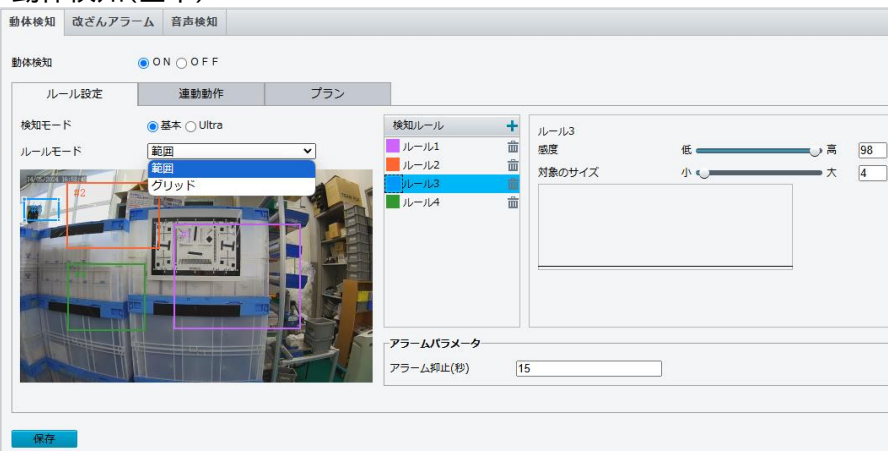 動体検知 改ざんアラーム 音声検知
動体検知 ON OFF
ルール設定 連動動作 プラン
検知モード 基本 Ultra
ルールモード 範囲
範囲
グリッド
#2
検知ルール +
ルール1
ルール2
ルール3
ルール4
ルール3
感度 低 高 98
対象のサイズ 小 大 4
アラームパラメータ
アラーム抑止(秒) 15
保存